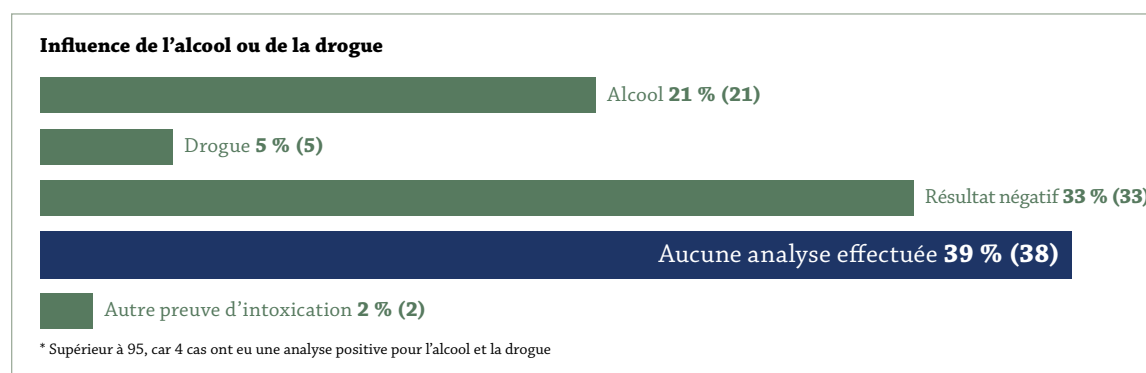 Influence de l’alcool ou de la drogue
Alcool 21 % (21)
Drogue 5 % (5)
Résultat négatif 33 % (33)
Aucune analyse effectuée 39 % (38)
Autre preuve d’intoxication 2 % (2)
* Supérieur à 95, car 4 cas ont eu une analyse positive pour l’alcool et la drogue